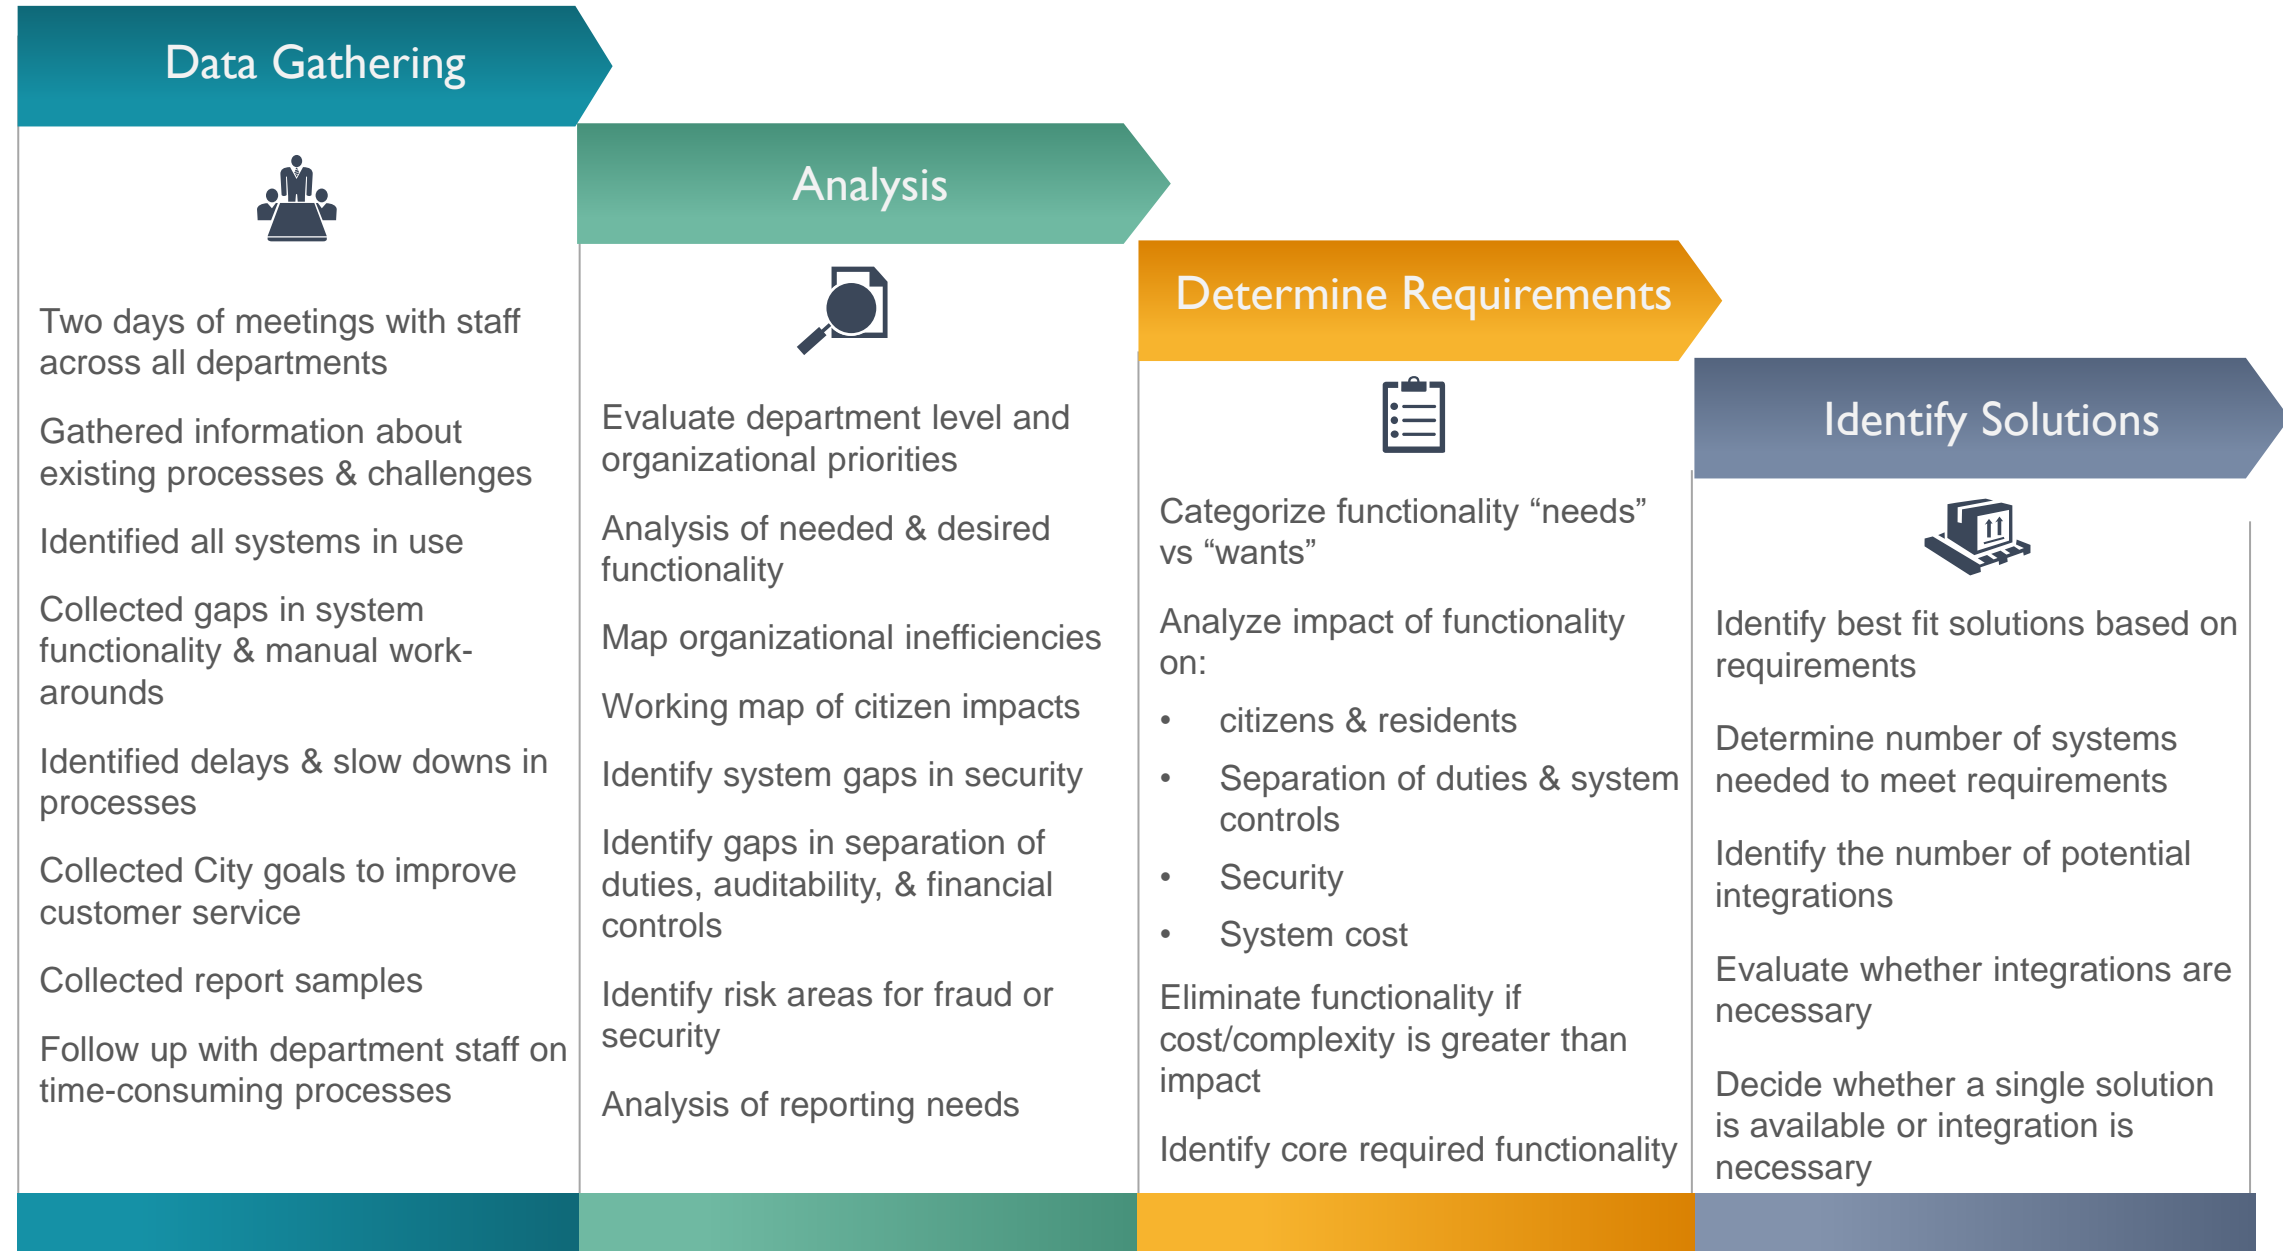 Data Gathering
Two days of meetings with staff
across all departments
Gathered information about
existing processes & challenges
Identified all systems in use
Collected gaps in system
functionality & manual work-
arounds
Identified delays & slow downs in
processes
Collected City goals to improve
customer service
Collected report samples
Follow up with department staff on
time-consuming processes
Analysis
Evaluate department level and
organizational priorities
Analysis of needed & desired
functionality
Map organizational inefficiencies
Working map of citizen impacts
Identify system gaps in security
Identify gaps in separation of
duties, auditability, & financial
controls
Identify risk areas for fraud or
security
Analysis of reporting needs
Determine Requirements
Categorize functionality “needs”
vs “wants”
Analyze impact of functionality
on:
• citizens & residents
• Separation of duties & system
controls
• Security
• System cost
Eliminate functionality if
cost/complexity is greater than
impact
Identify core required functionality
Identify Solutions
Identify best fit solutions based on
requirements
Determine number of systems
needed to meet requirements
Identify the number of potential
integrations
Evaluate whether integrations are
necessary
Decide whether a single solution
is available or integration is
necessary